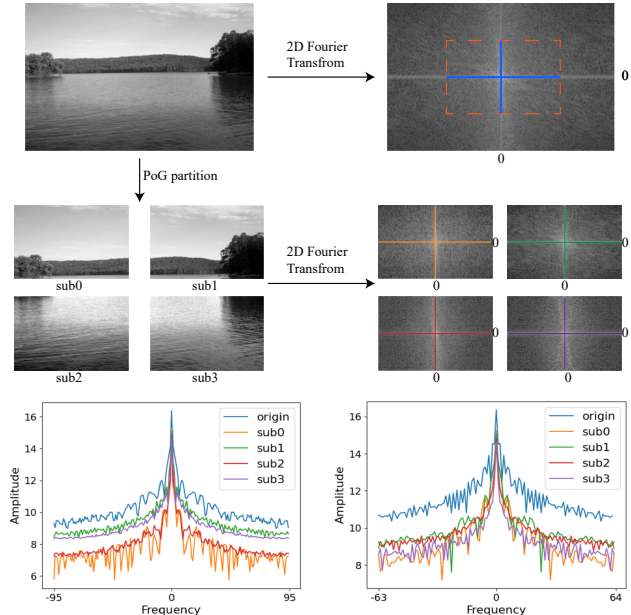 2D Fourier
Transfrom
0
0
PoG partition
sub0
sub1
2D Fourier
Transfrom
0
0
0
0
sub2
sub3
0
0
0
0
16
14
12
10
8
6
Amplitude
origin
sub0
sub1
sub2
sub3
-95
0
95
Frequency
16
14
12
10
8
Amplitude
origin
sub0
sub1
sub2
sub3
-63
0
64
Frequency